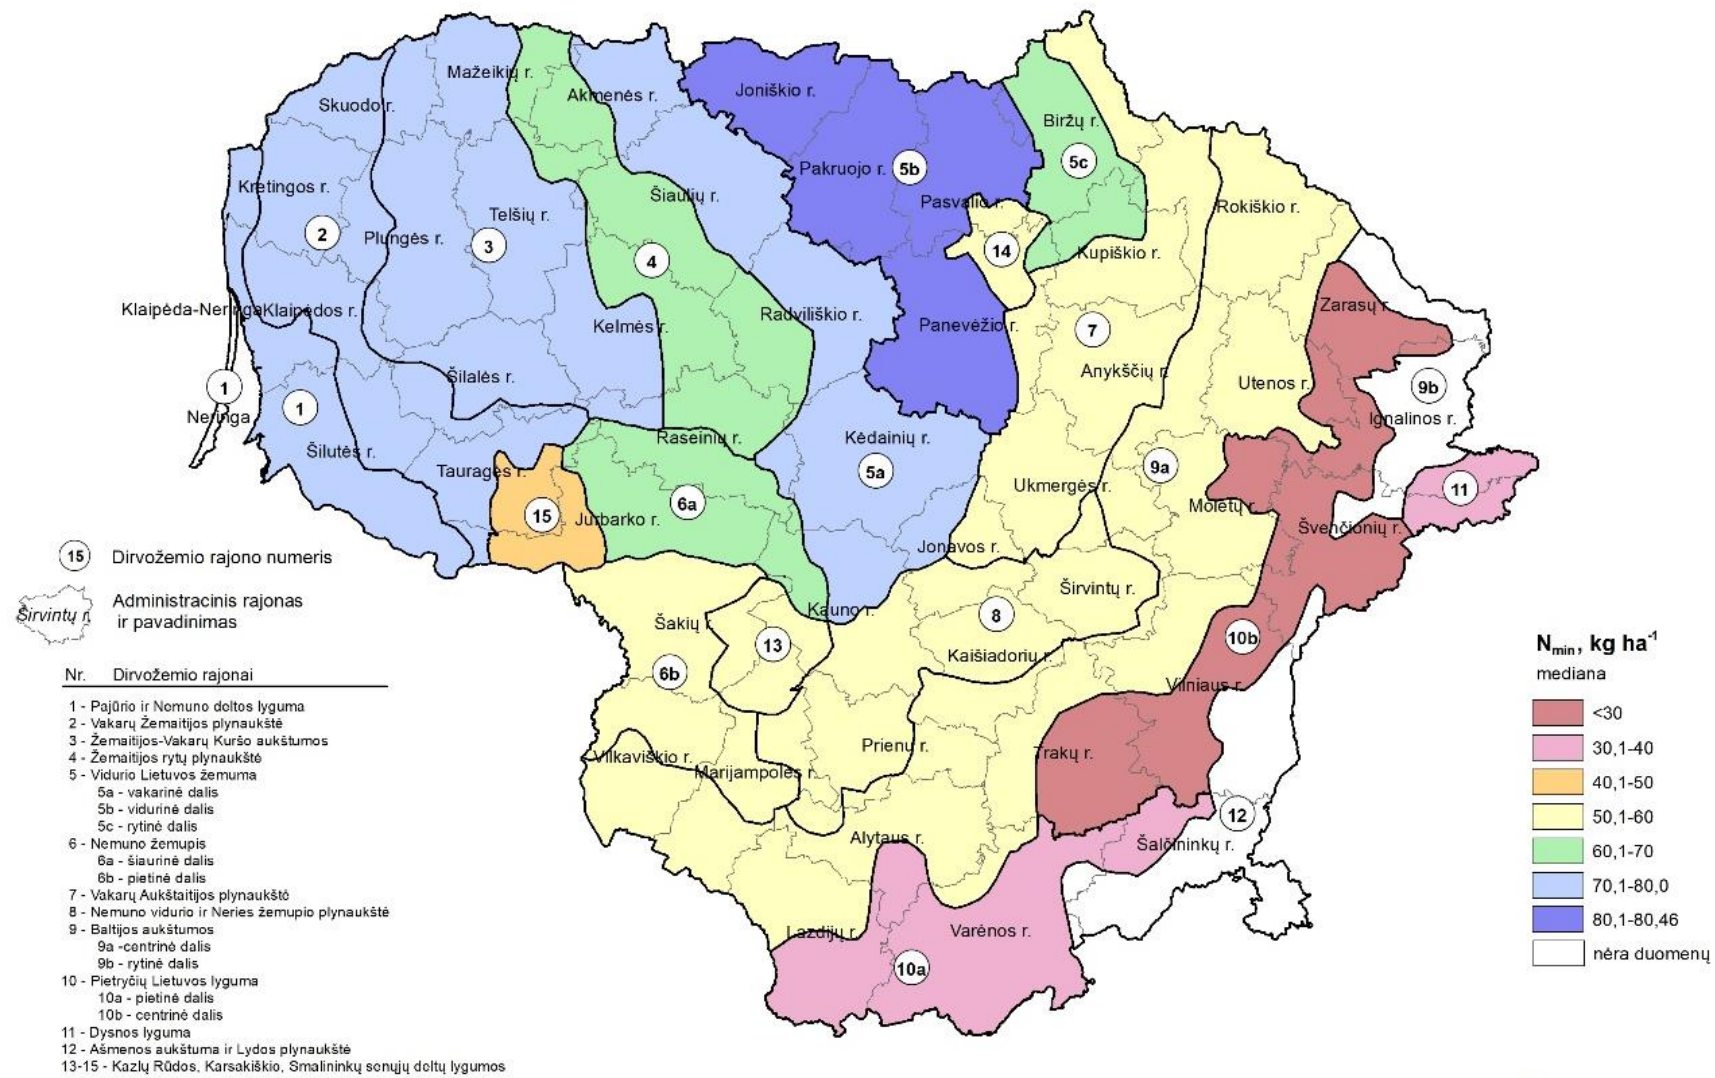 Mažeikių r.
Akmenės r.
Joniškio r.
Skuodo r.
Biržų r.
5c
Pakruojo r.
5b
Kretingos r.
Šiaulių r.
Pasvalio r.
Rokiškio r.
Telšių r.
2
Plungės r.
3
4
14
Kupiškio r.
Klaipėda-Neringa
Klaipėdos r.
Kelmės r.
Radviliškio r.
Panevėžio r.
7
Zarasų r.
1
Šilalės r.
Anykščių r.
Utenos r.
9b
Neringa
1
Ignalinos r.
Šilutės r.
Raseinių r.
Kėdainių r.
5a
9a
Tauragės r.
Ukmergės r.
11
15
Jurbarko r.
6a
Molėtų r.
Švenčionių r.
Jonavos r.
15
Dirvožemio rajono numeris
Širvintų r.
Administracinis rajonas
ir pavadinimas
Šakių r.
13
Kauno r.
8
Širvintų r.
Kaišiadorių r.
10b
6b
Vilniaus r.
Vilkaviškio r.
Marijampolės r.
Prienų r.
Trakų r.
12
Alytaus r.
Šalčininkų r.
Lazdijų r.
Varėnos r.
10a
Nr. Dirvožemio rajonai
1 - Pajūrio ir Nemuno deltos lyguma
2 - Vakarų Žemaitijos plynaukštė
3 - Žemaitijos-Vakarų Kuršo aukštumos
4 - Žemaitijos rytų plynaukštė
5 - Vidurio Lietuvos žemuma
5a - vakarinė dalis
5b - vidurinė dalis
5c - rytinė dalis
6 - Nemuno žemupis
6a - šiaurinė dalis
6b - pietinė dalis
7 - Vakarų Aukštaitijos plynaukštė
8 - Nemuno vidurio ir Neries žemupio plynaukštė
9 - Baltijos aukštumos
9a -centrinė dalis
9b - rytinė dalis
10 - Pietryčių Lietuvos lyguma
10a - pietinė dalis
10b - centrinė dalis
11 - Dysnos lyguma
12 - Ašmenos aukštuma ir Lydos plynaukštė
13-15 - Kazlų Rūdos, Karsakiškio, Smalininkų senųjų deltų lygumos
Nmin, kg ha-1
mediana
<30
30,1-40
40,1-50
50,1-60
60,1-70
70,1-80,0
80,1-80,46
nėra duomenų